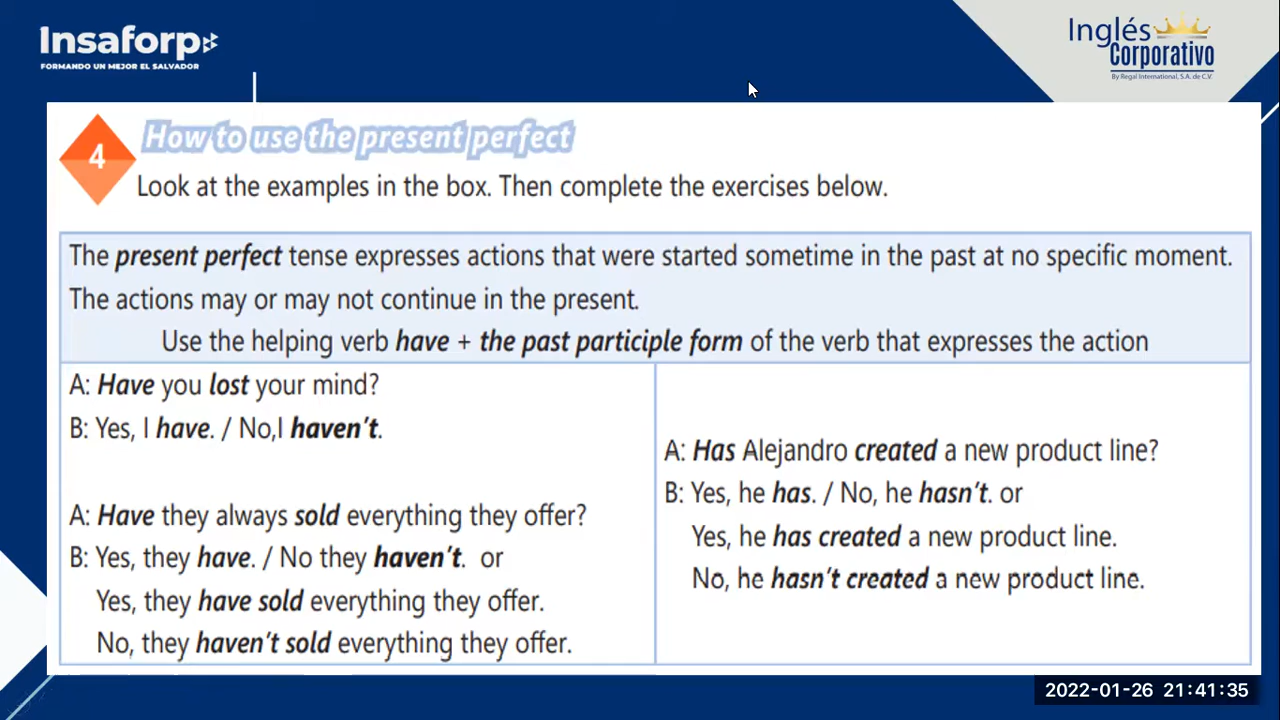 Insaforp
FORMANDO UN MEJOR EL SALVADOR
Inglés
Corporativo
By Regal International, S.A. de C.V.
4
How to use the present perfect
Look at the examples in the box. Then complete the exercises below.
The present perfect tense expresses actions that were started sometime in the past at no specific moment.
The actions may or may not continue in the present.
Use the helping verb have + the past participle form of the verb that expresses the action
A: Have you lost your mind?
B: Yes, I have. / No,I haven't.
A: Have they always sold everything they offer?
B: Yes, they have. / No they haven't. or
Yes, they have sold everything they offer.
No, they haven't sold everything they offer.
A: Has Alejandro created a new product line?
B: Yes, he has. / No, he hasn't. or
Yes, he has created a new product line.
No, he hasn't created a new product line.
2022-01-26 21:41:35